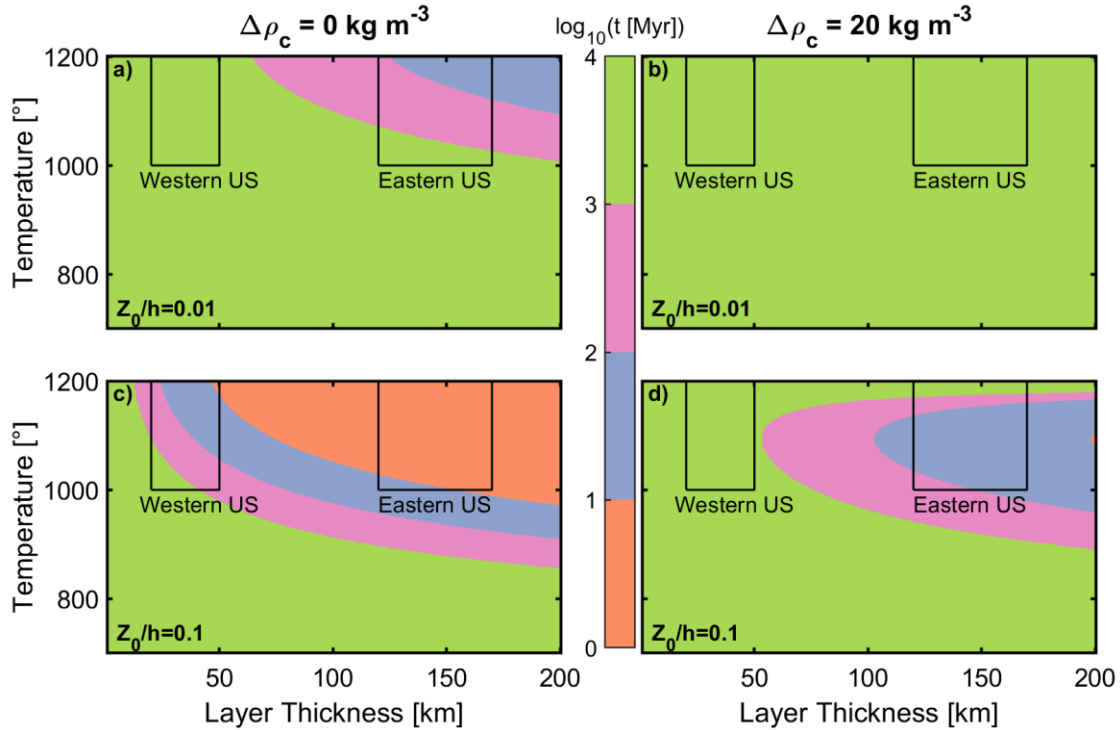 Δρc = 0 kg m-3
log10(t [Myr])
Δρc = 20 kg m-3
a)
1200
1000
800
Temperature [°]
Western US
Eastern US
Z0/h=0.01
4
3
2
1
0
b)
Western US
Eastern US
Z0/h=0.01
c)
1200
1000
800
Temperature [°]
Western US
Eastern US
Z0/h=0.1
50
100
150
200
Layer Thickness [km]
d)
Western US
Eastern US
Z0/h=0.1
50
100
150
200
Layer Thickness [km]